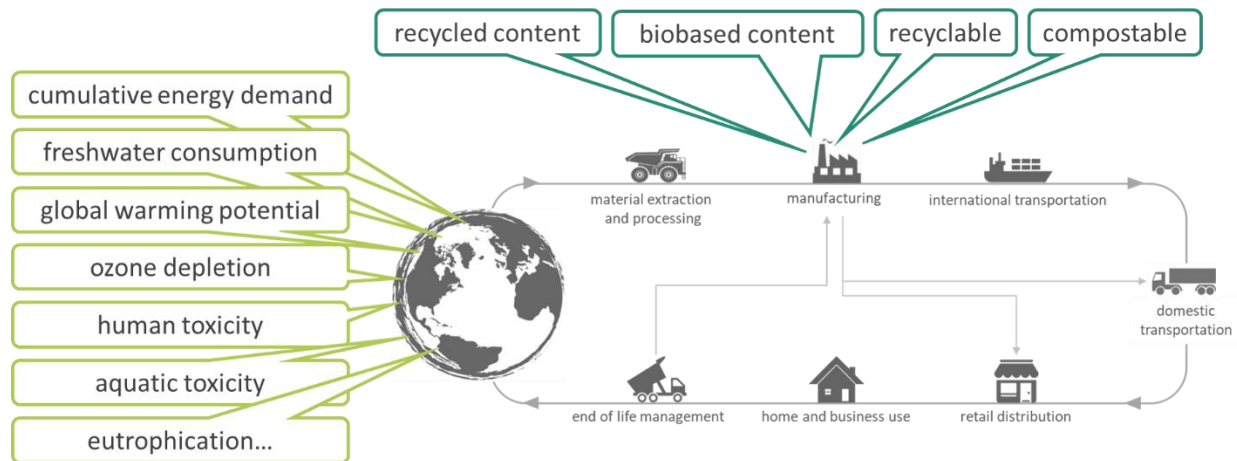 recycled content
biobased content
recyclable
compostable
cumulative energy demand
freshwater consumption
global warming potential
ozone depletion
human toxicity
aquatic toxicity
eutrophication...
material extraction
and processing
manufacturing
international transportation
domestic
transportation
end of life management
home and business use
retail distribution